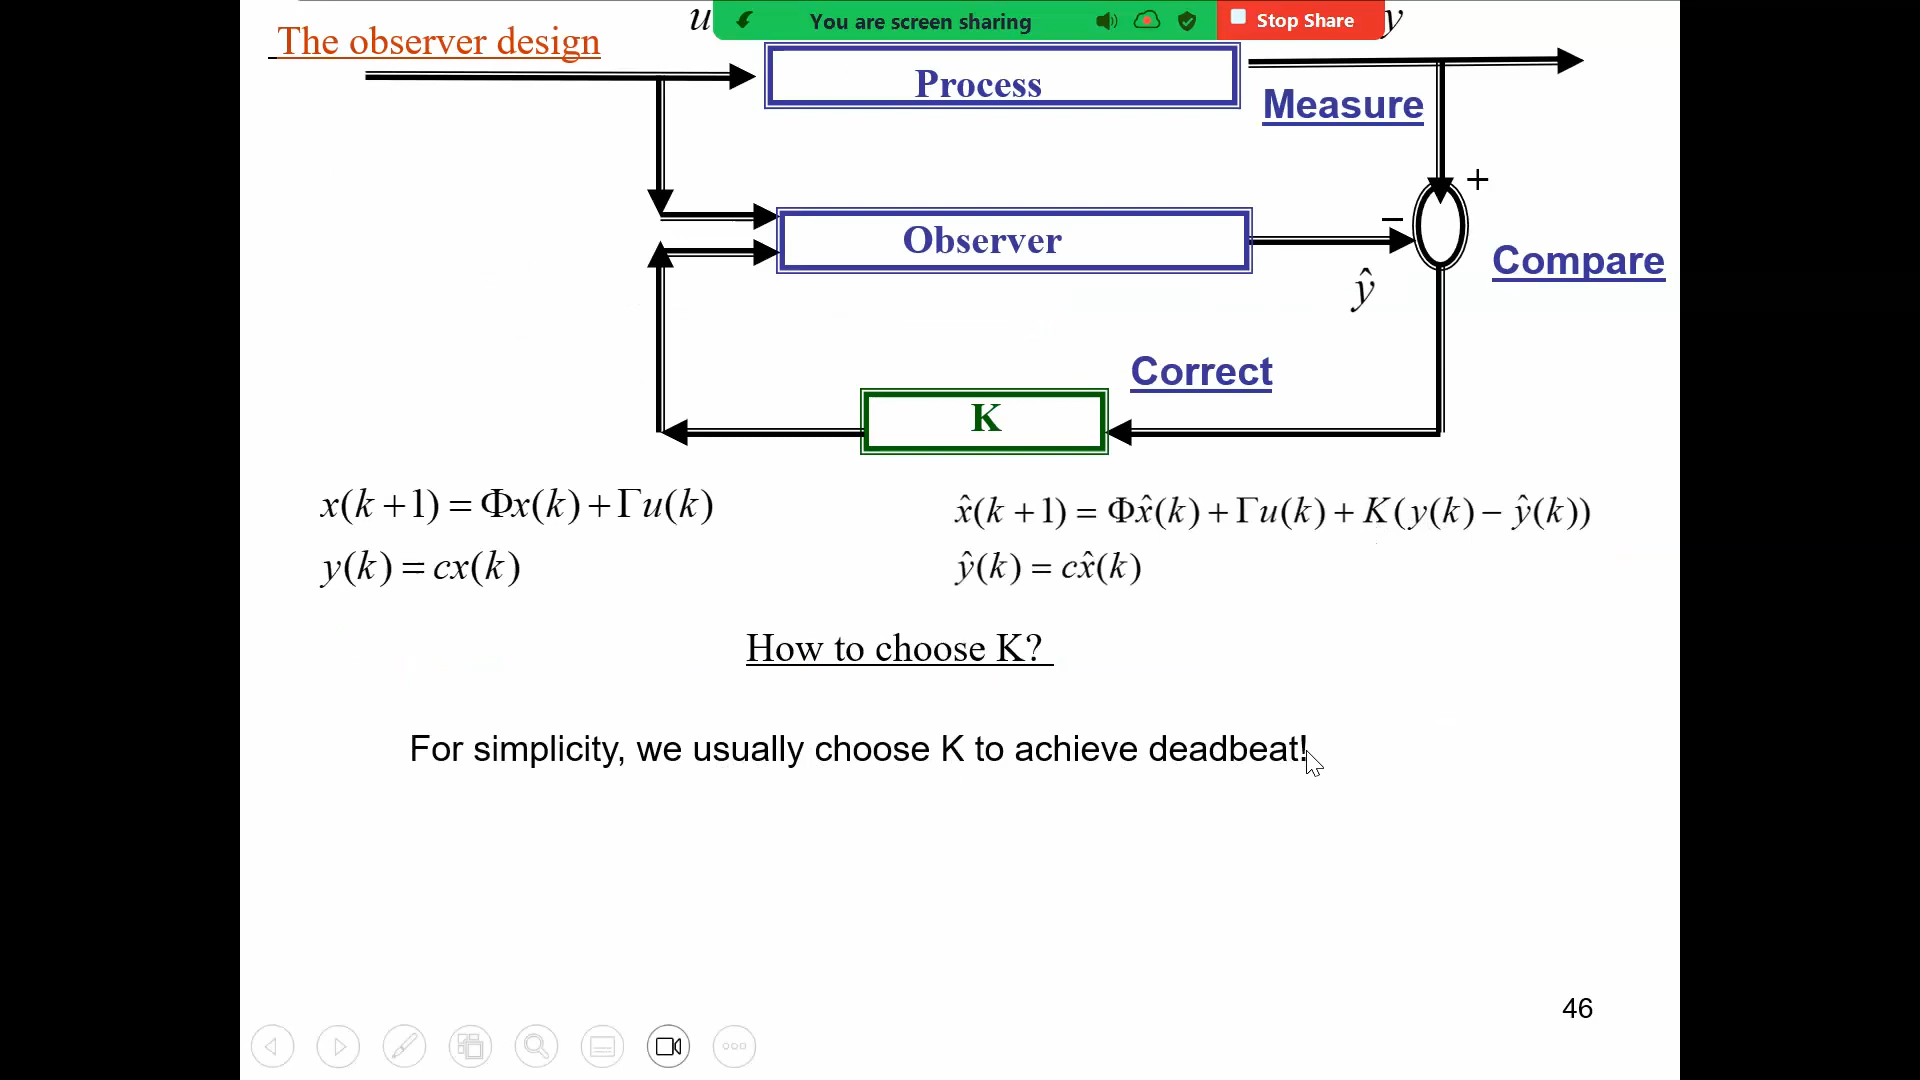 u
You are screen sharing
Stop Share
y
The observer design
Process
Measure
+
−
Observer
Compare
ŷ
Correct
K
x(k+1) = Φx(k)+Γu(k)
x̂(k+1) = Φx̂(k)+Γu(k)+K(y(k)−ŷ(k))
y(k) = cx(k)
ŷ(k) = cx̂(k)
How to choose K?
For simplicity, we usually choose K to achieve deadbeat!
46